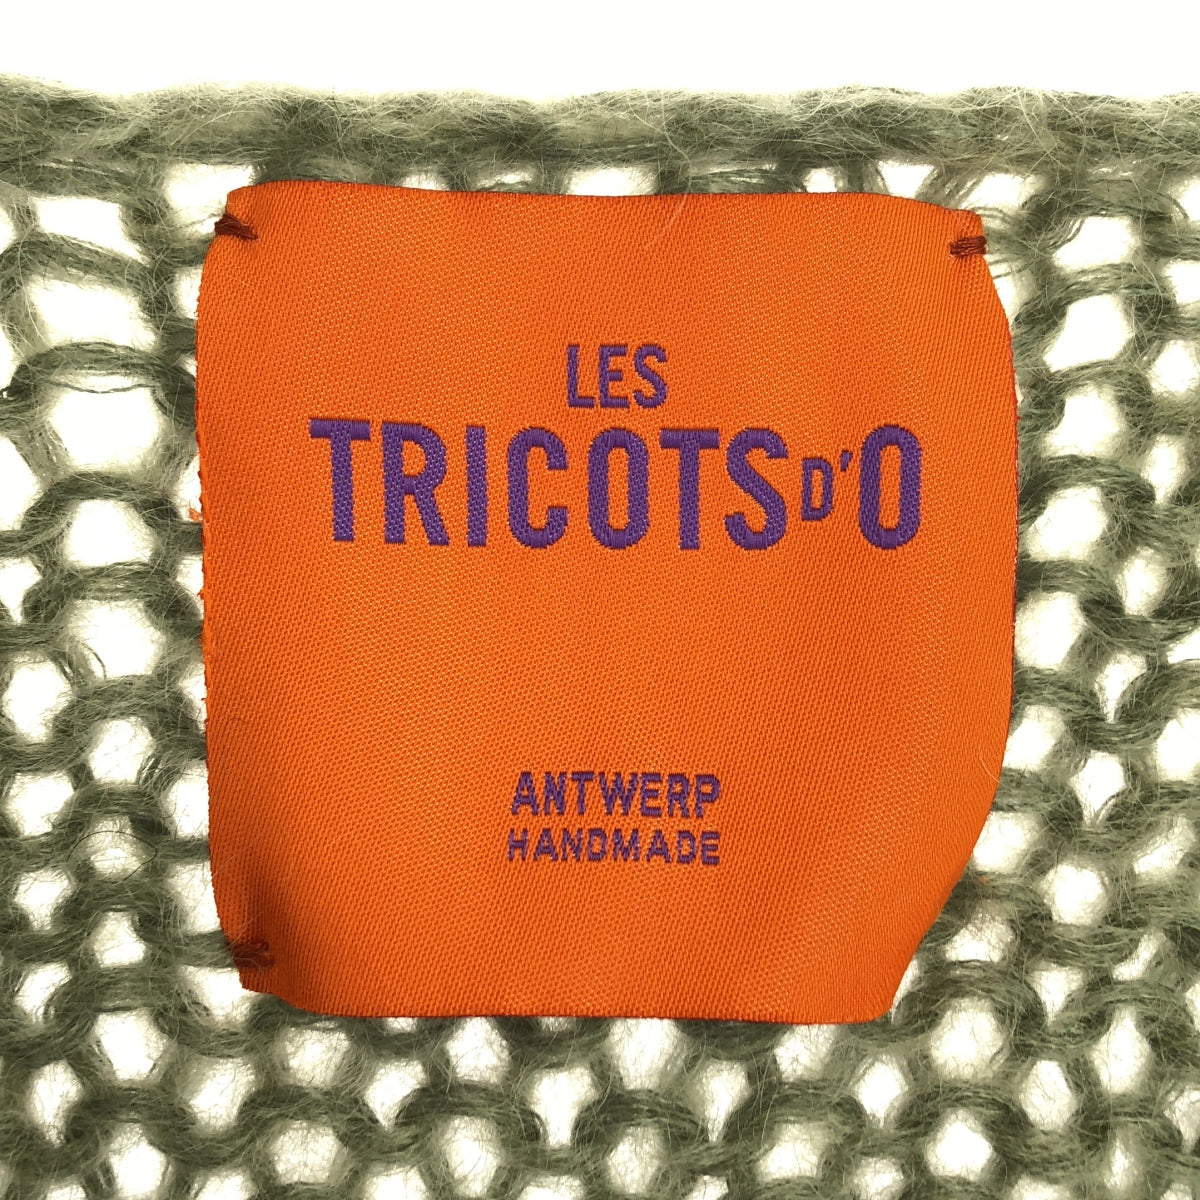 LES
TRICOTS D'O
ANTWERP
HANDMADE